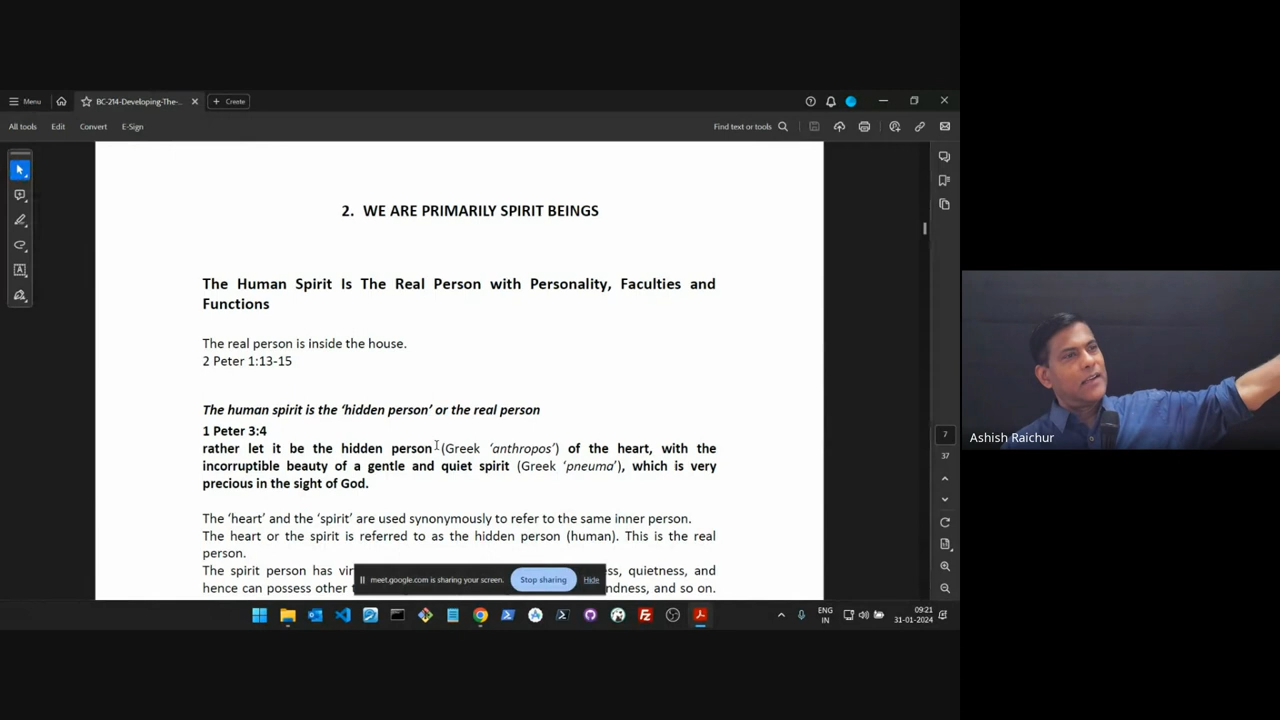 Menu
BC-214-Developing-The-...
Create
All tools
Edit
Convert
E-Sign
Find text or tools
2. WE ARE PRIMARILY SPIRIT BEINGS
The Human Spirit Is The Real Person with Personality, Faculties and
Functions
The real person is inside the house.
2 Peter 1:13-15
The human spirit is the ‘hidden person’ or the real person
1 Peter 3:4
rather let it be the hidden person (Greek ‘anthropos’) of the heart, with the
incorruptible beauty of a gentle and quiet spirit (Greek ‘pneuma’), which is very
precious in the sight of God.
The ‘heart’ and the ‘spirit’ are used synonymously to refer to the same inner person.
The heart or the spirit is referred to as the hidden person (human). This is the real
person.
The spirit person has quietness, and
hence can possess other and so on.
meet.google.com is sharing your screen.
Stop sharing
Hide
7
37
Ashish Raichur
ENG
IN
09:21
31-01-2024